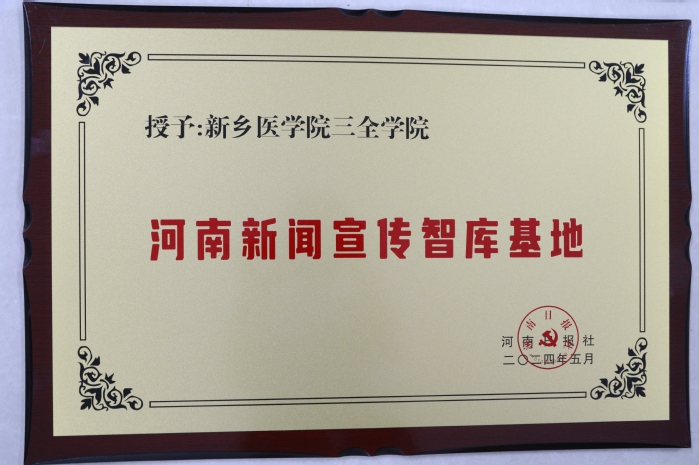 授予:新乡医学院三全学院
河南新闻宣传智库基地
河南日报社
二〇二四年五月